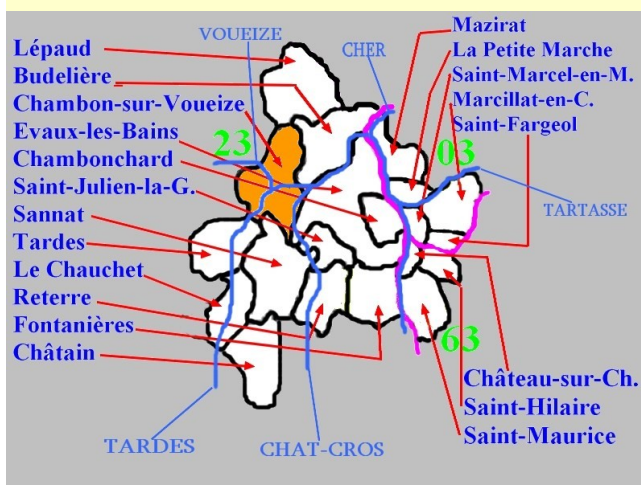 VOUEIZE
CHER
Mazirat
La Petite Marche
Saint-Marcel-en-M.
Marcillat-en-C.
Saint-Fargeol
Lépaud
Budelière
Chambon-sur-Voueize
Evaux-les-Bains
Chambonchard
Saint-Julien-la-G.
Sannat
Tardes
Le Chauchet
Reterre
Fontanières
Châtain
23
03
63
TARTASSE
Château-sur-Ch.
Saint-Hilaire
Saint-Maurice
TARDES
CHAT-CROS